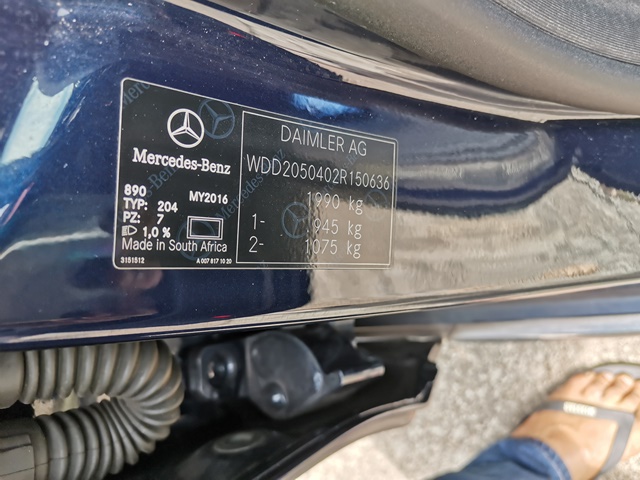 Mercedes-Benz
890
MY2016
TYP: 204
PZ: 7
1,0 %
Made in South Africa
3151512
A 007 817 10 20
DAIMLER AG
WDD2050402R150636
1990 kg
1- 945 kg
2- 1075 kg